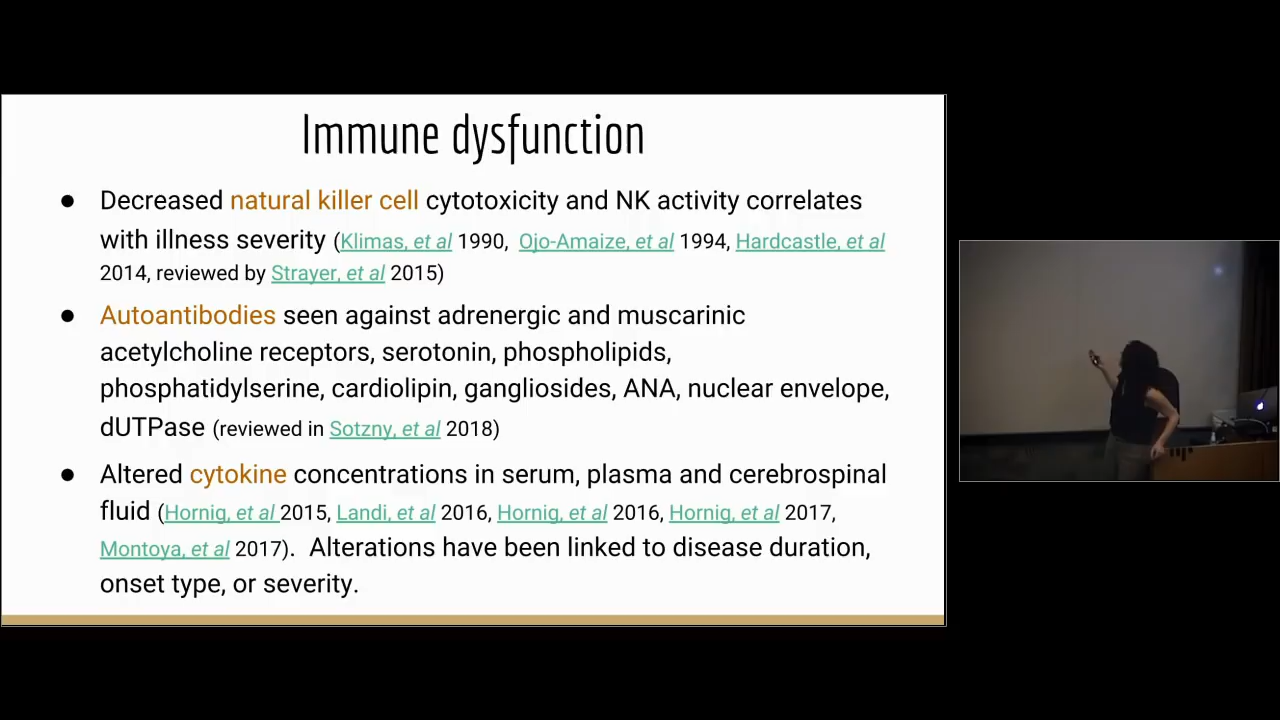 Immune dysfunction
● Decreased natural killer cell cytotoxicity and NK activity correlates
with illness severity (Klimas, et al 1990, Ojo-Amaize, et al 1994, Hardcastle, et al
2014, reviewed by Strayer, et al 2015)
● Autoantibodies seen against adrenergic and muscarinic
acetylcholine receptors, serotonin, phospholipids,
phosphatidylserine, cardiolipin, gangliosides, ANA, nuclear envelope,
dUTPase (reviewed in Sotzny, et al 2018)
● Altered cytokine concentrations in serum, plasma and cerebrospinal
fluid (Hornig, et al 2015, Landi, et al 2016, Hornig, et al 2016, Hornig, et al 2017,
Montoya, et al 2017). Alterations have been linked to disease duration,
onset type, or severity.